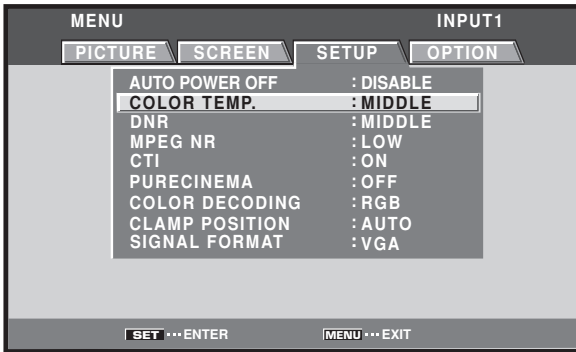 MENU INPUT1
PICTURE SCREEN SETUP OPTION
AUTO POWER OFF : DISABLE
COLOR TEMP. : MIDDLE
DNR : MIDDLE
MPEG NR : LOW
CTI : ON
PURECINEMA : OFF
COLOR DECODING : RGB
CLAMP POSITION : AUTO
SIGNAL FORMAT : VGA
SET ••• ENTER MENU ••• EXIT